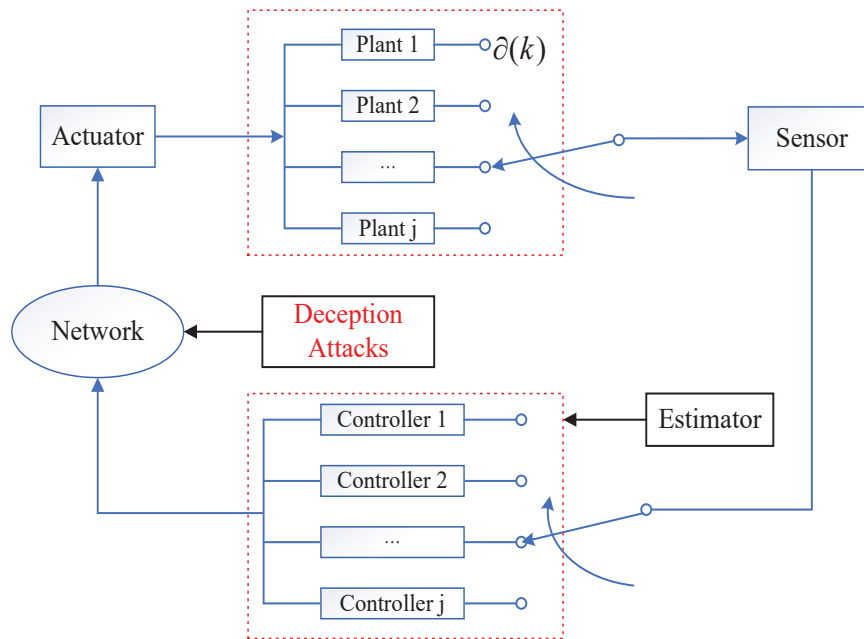 Plant 1
∂(k)
Plant 2
Actuator
Sensor
...
Plant j
Network
Deception
Attacks
Controller 1
Estimator
Controller 2
...
Controller j